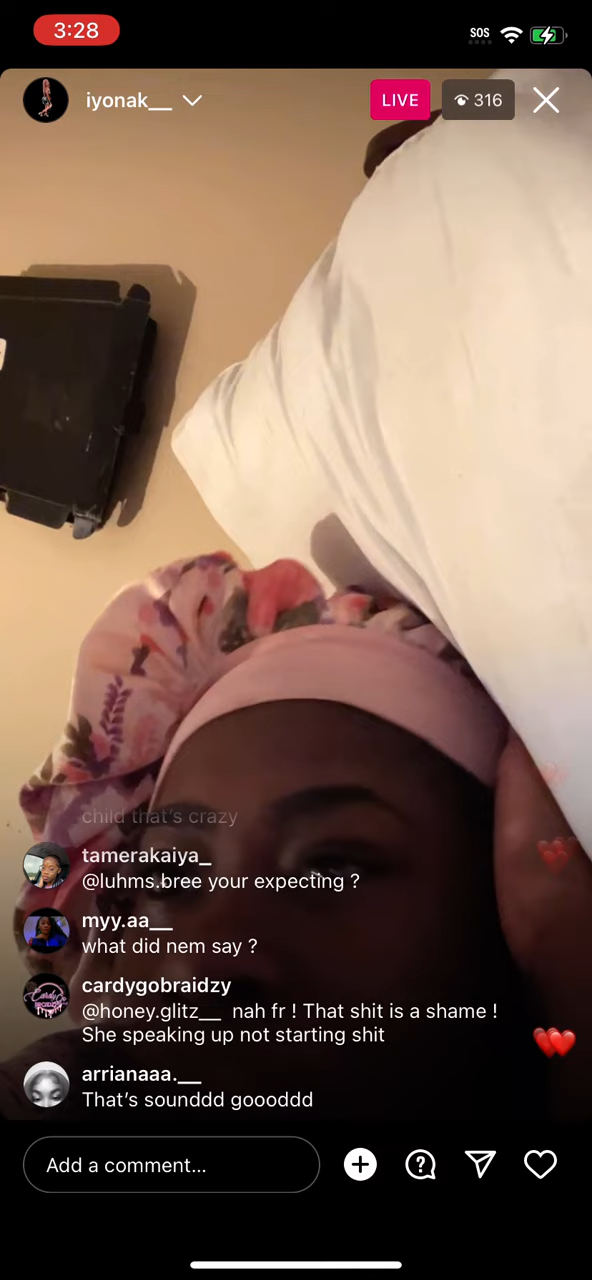 3:28
SOS
iyonak__
LIVE
316
child that's crazy
tamerakaiya_
@luhms.bree your expecting ?
myy.aa__
what did nem say ?
cardygobraidzy
@honey.glitz__ nah fr ! That shit is a shame !
She speaking up not starting shit
arrianaaa.__
That's sounddd goooddd
Add a comment...